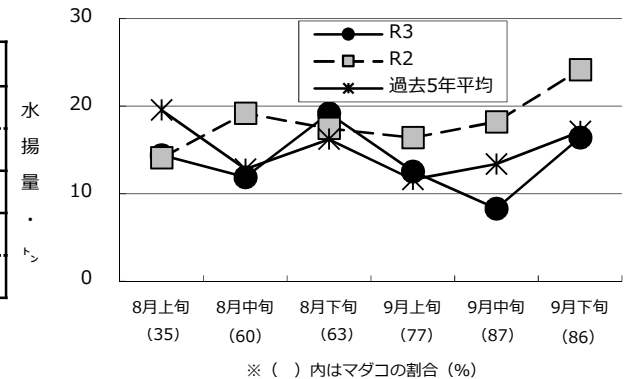 30
20
10
0
水揚量・㌧
R3
R2
過去5年平均
8月上旬 8月中旬 8月下旬 9月上旬 9月中旬 9月下旬
(35) (60) (63) (77) (87) (86)
※( )内はマダコの割合(%)